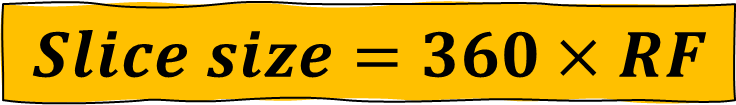 Slice size = 360 × RF